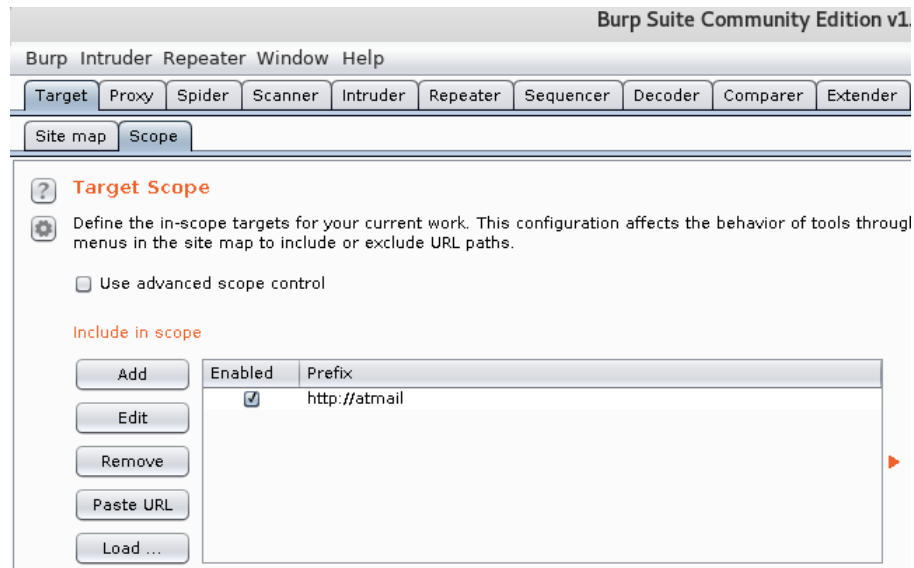 Burp Suite Community Edition v1.
Burp Intruder Repeater Window Help
Target Proxy Spider Scanner Intruder Repeater Sequencer Decoder Comparer Extender
Site map Scope
? Target Scope
Define the in-scope targets for your current work. This configuration affects the behavior of tools throug
menus in the site map to include or exclude URL paths.
Use advanced scope control
Include in scope
Add Enabled Prefix
http://atmail
Edit
Remove
Paste URL
Load ...